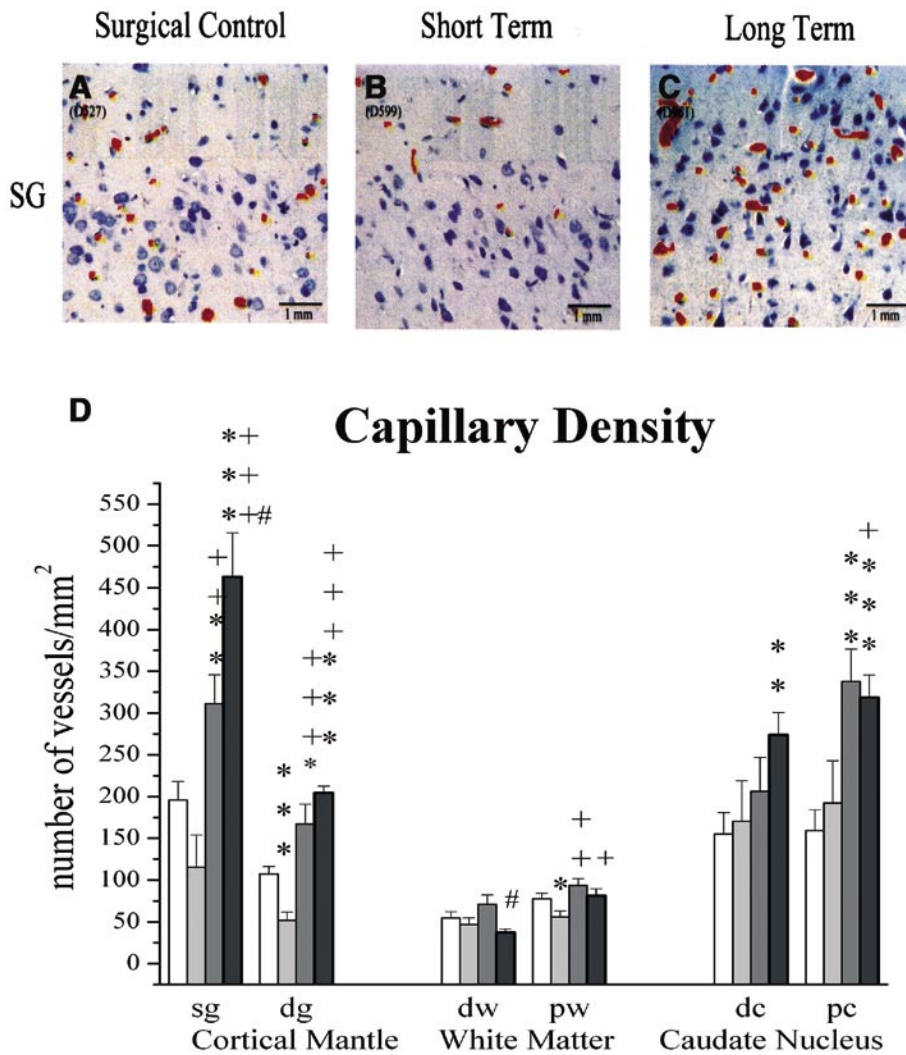 Surgical Control Short Term Long Term
A B C
(D527) (D599)
SG
1 mm 1 mm 1 mm
D
Capillary Density
number of vessels/mm²
550
500
450
400
350
300
250
200
150
100
50
0
* * * + + + #
* * + +
* * *
* + + +
* * * + + +
#
*
+ +
+
* *
* * *
* * * +
sg dg dw pw dc pc
Cortical Mantle White Matter Caudate Nucleus